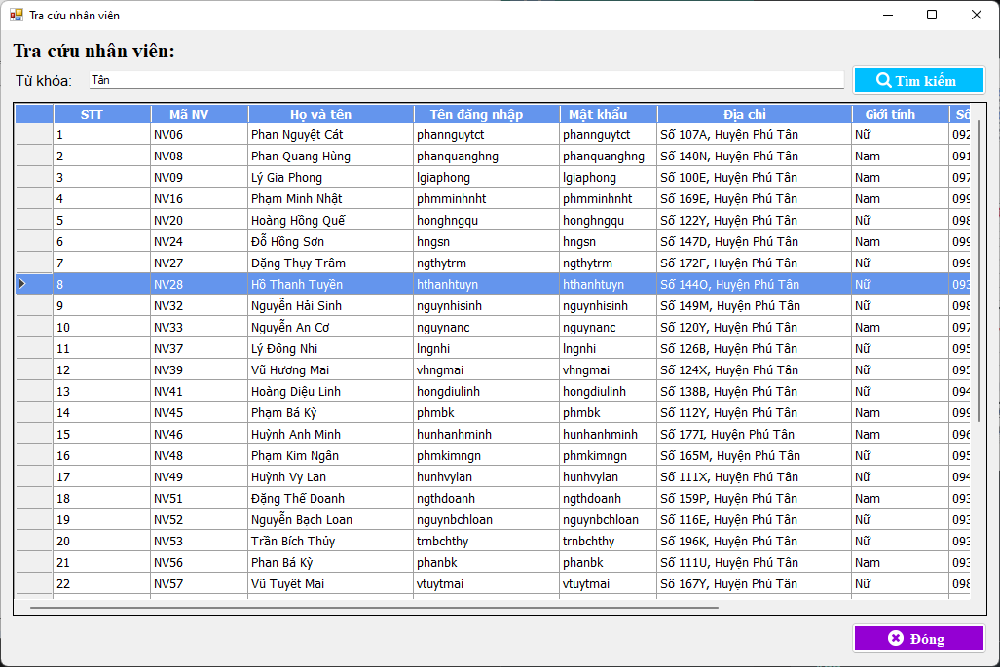 Tra cứu nhân viên
Tra cứu nhân viên:
Từ khóa: Tân Tìm kiếm
STT Mã NV Họ và tên Tên đăng nhập Mật khẩu Địa chỉ Giới tính Số
1 NV06 Phan Nguyệt Cát phannguytct phannguytct Số 107A, Huyện Phú Tân Nữ 092
2 NV08 Phan Quang Hùng phanquanghng phanquanghng Số 140N, Huyện Phú Tân Nam 091
3 NV09 Lý Gia Phong lgiaphong lgiaphong Số 100E, Huyện Phú Tân Nam 097
4 NV16 Phạm Minh Nhật phmminhnht phmminhnht Số 169E, Huyện Phú Tân Nam 099
5 NV20 Hoàng Hồng Quế honghngqu honghngqu Số 122Y, Huyện Phú Tân Nữ 098
6 NV24 Đỗ Hồng Sơn hngsn hngsn Số 147D, Huyện Phú Tân Nam 099
7 NV27 Đặng Thụy Trâm ngthytrm ngthytrm Số 172F, Huyện Phú Tân Nữ 099
8 NV28 Hồ Thanh Tuyền hthanhtuyn hthanhtuyn Số 144O, Huyện Phú Tân Nữ 093
9 NV32 Nguyễn Hải Sinh nguynhisinh nguynhisinh Số 149M, Huyện Phú Tân Nữ 098
10 NV33 Nguyễn An Cơ nguynanc nguynanc Số 120Y, Huyện Phú Tân Nam 097
11 NV37 Lý Đông Nhi lngnhi lngnhi Số 126B, Huyện Phú Tân Nữ 095
12 NV39 Vũ Hương Mai vhngmai vhngmai Số 124X, Huyện Phú Tân Nữ 095
13 NV41 Hoàng Diệu Linh hongdiulinh hongdiulinh Số 138B, Huyện Phú Tân Nữ 094
14 NV45 Phạm Bá Kỳ phmbk phmbk Số 112Y, Huyện Phú Tân Nam 099
15 NV46 Huỳnh Anh Minh hunhanhminh hunhanhminh Số 177I, Huyện Phú Tân Nam 096
16 NV48 Phạm Kim Ngân phmkimngn phmkimngn Số 165M, Huyện Phú Tân Nữ 095
17 NV49 Huỳnh Vy Lan hunhvylan hunhvylan Số 111X, Huyện Phú Tân Nữ 094
18 NV51 Đặng Thế Doanh ngthdoanh ngthdoanh Số 159P, Huyện Phú Tân Nam 093
19 NV52 Nguyễn Bạch Loan nguynbchloan nguynbchloan Số 116E, Huyện Phú Tân Nữ 093
20 NV53 Trần Bích Thủy trnbchthy trnbchthy Số 196K, Huyện Phú Tân Nữ 093
21 NV56 Phan Bá Kỳ phanbk phanbk Số 111U, Huyện Phú Tân Nam 093
22 NV57 Vũ Tuyết Mai vtuytmai vtuytmai Số 167Y, Huyện Phú Tân Nữ 098
Đóng